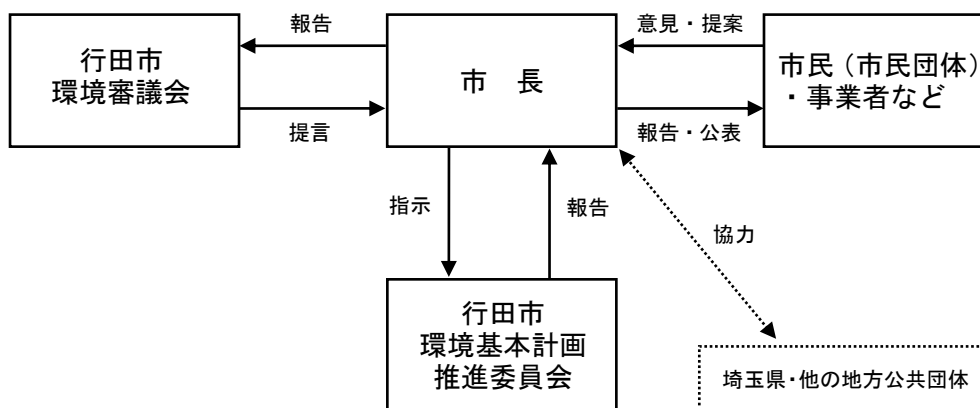 報告
行田市
環境審議会
提言
市　長
意見・提案
報告・公表
市民（市民団体）
・事業者など
指示
報告
協力
行田市
環境基本計画
推進委員会
埼玉県・他の地方公共団体